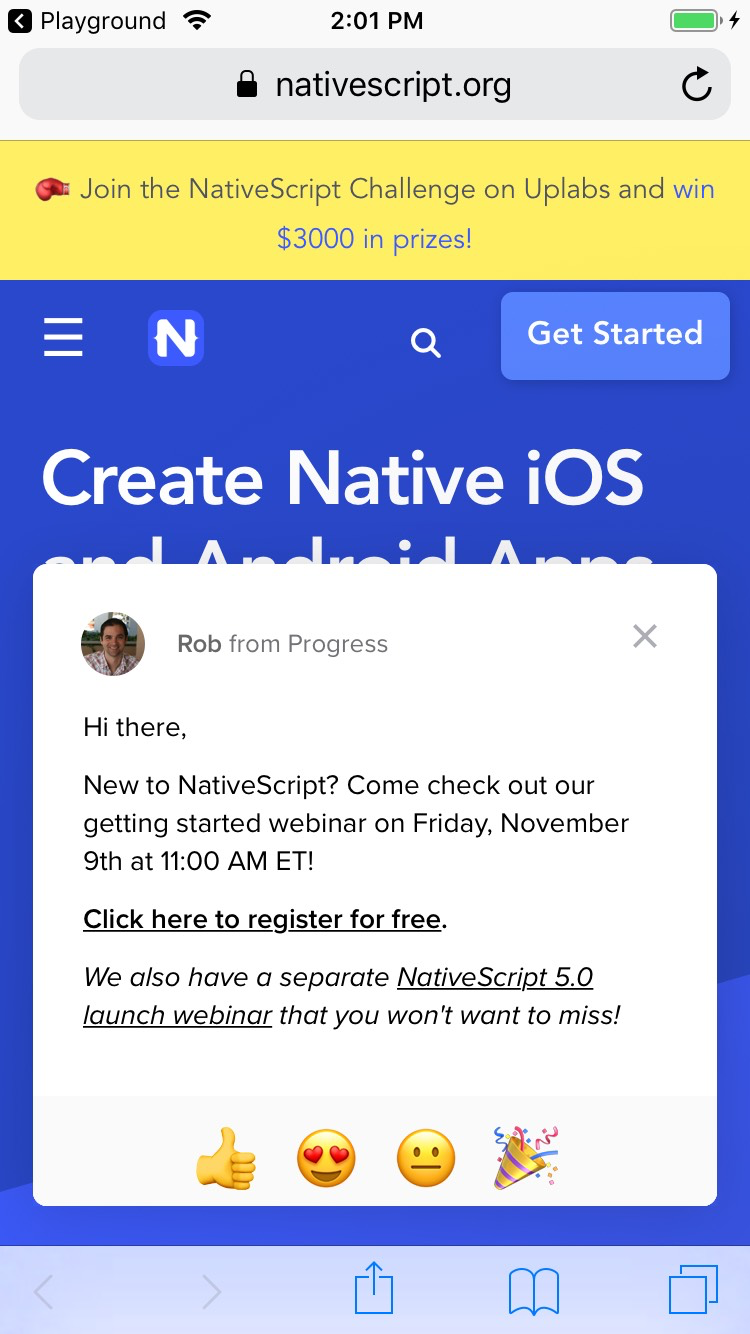 Playground
2:01 PM
nativescript.org
Join the NativeScript Challenge on Uplabs and win
$3000 in prizes!
N
Get Started
Create Native iOS
and Android Apps
Rob from Progress
Hi there,
New to NativeScript? Come check out our
getting started webinar on Friday, November
9th at 11:00 AM ET!
Click here to register for free.
We also have a separate NativeScript 5.0
launch webinar that you won't want to miss!